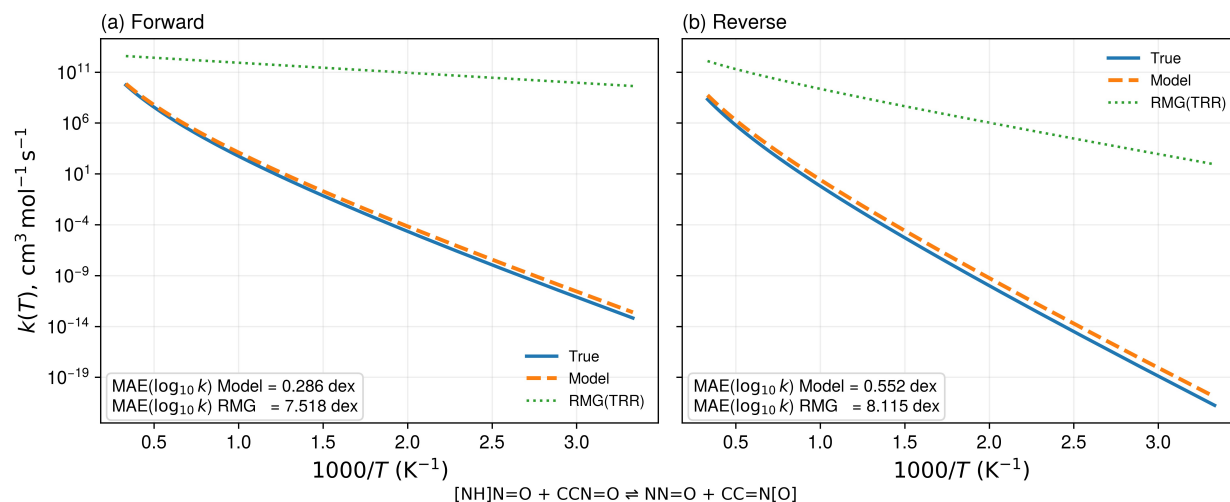 (a) Forward
(b) Reverse
k(T), cm³ mol⁻¹ s⁻¹
10¹¹
10⁶
10¹
10⁻⁴
10⁻⁹
10⁻¹⁴
10⁻¹⁹
True
Model
RMG(TRR)
MAE(log₁₀ k) Model = 0.286 dex
MAE(log₁₀ k) RMG = 7.518 dex
0.5 1.0 1.5 2.0 2.5 3.0
1000/T (K⁻¹)
True
Model
RMG(TRR)
MAE(log₁₀ k) Model = 0.552 dex
MAE(log₁₀ k) RMG = 8.115 dex
0.5 1.0 1.5 2.0 2.5 3.0
1000/T (K⁻¹)
[NH]N=O + CCN=O ⇌ NN=O + CC=N[O]